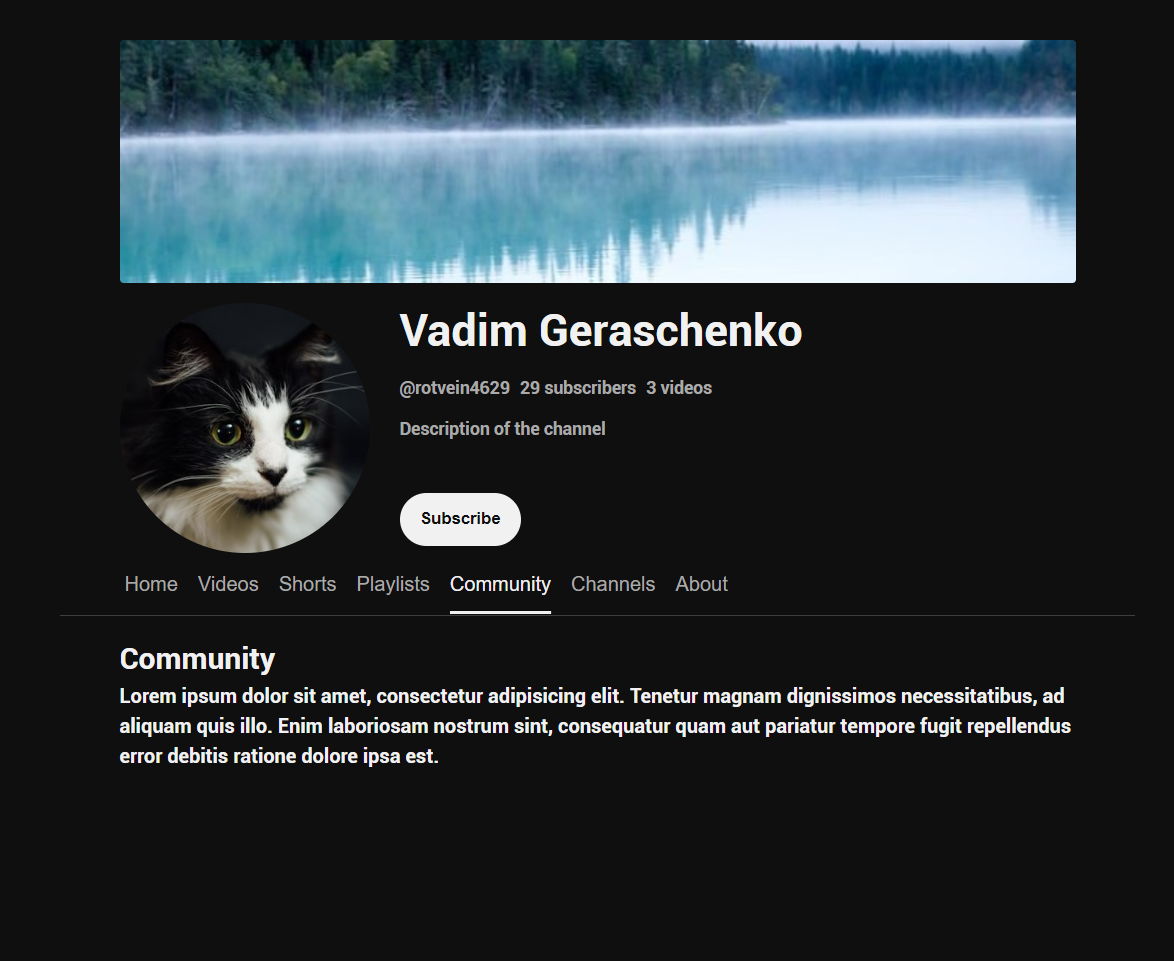 Vadim Geraschenko
@rotvein4629 29 subscribers 3 videos
Description of the channel
Subscribe
Home Videos Shorts Playlists Community Channels About
Community
Lorem ipsum dolor sit amet, consectetur adipisicing elit. Tenetur magnam dignissimos necessitatibus, ad
aliquam quis illo. Enim laboriosam nostrum sint, consequatur quam aut pariatur tempore fugit repellendus
error debitis ratione dolore ipsa est.